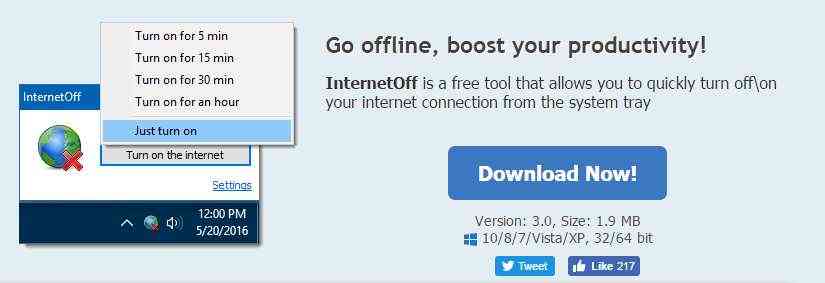 Turn on for 5 min
Turn on for 15 min
Turn on for 30 min
Turn on for an hour
Just turn on
InternetOff
Turn on the internet
Settings
12:00 PM
5/20/2016
Go offline, boost your productivity!
InternetOff is a free tool that allows you to quickly turn off\on
your internet connection from the system tray
Download Now!
Version: 3.0, Size: 1.9 MB
10/8/7/Vista/XP, 32/64 bit
Tweet
Like 217